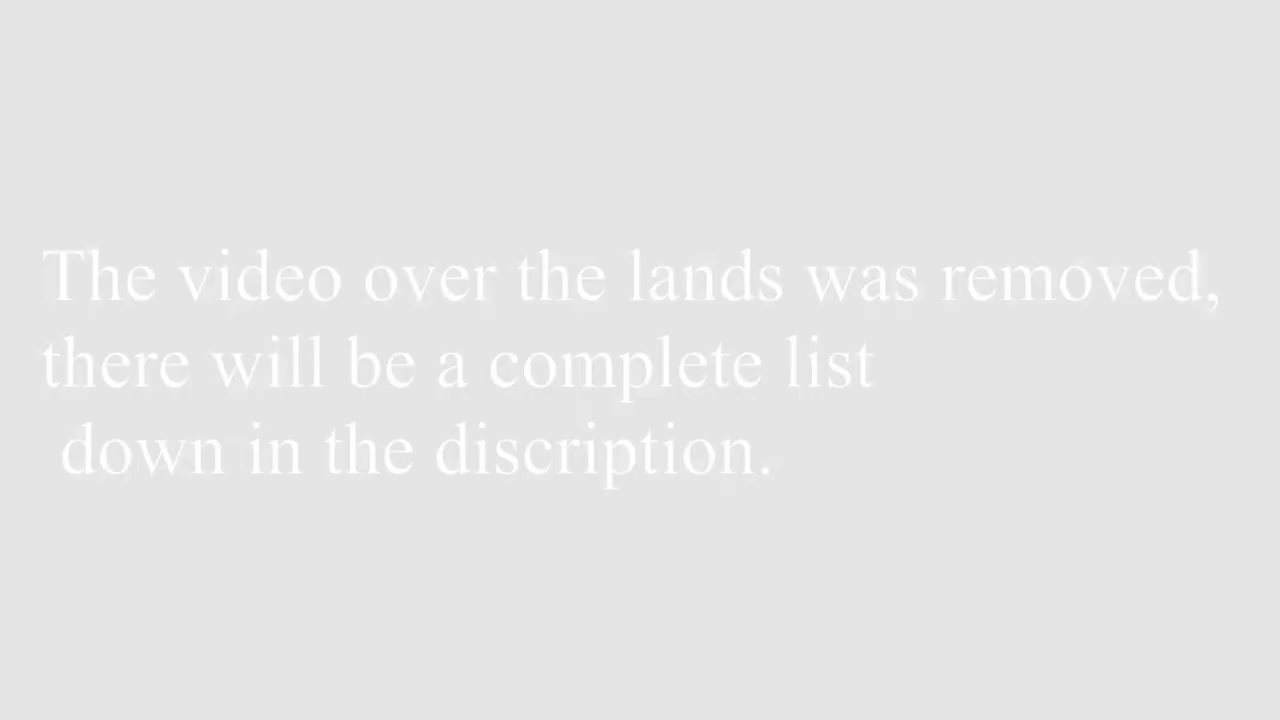 The video over the lands was removed,
there will be a complete list
down in the discription.